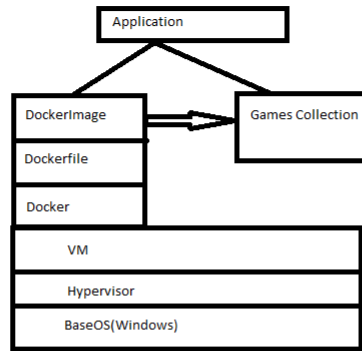 Application
DockerImage
Games Collection
Dockerfile
Docker
VM
Hypervisor
BaseOS(Windows)